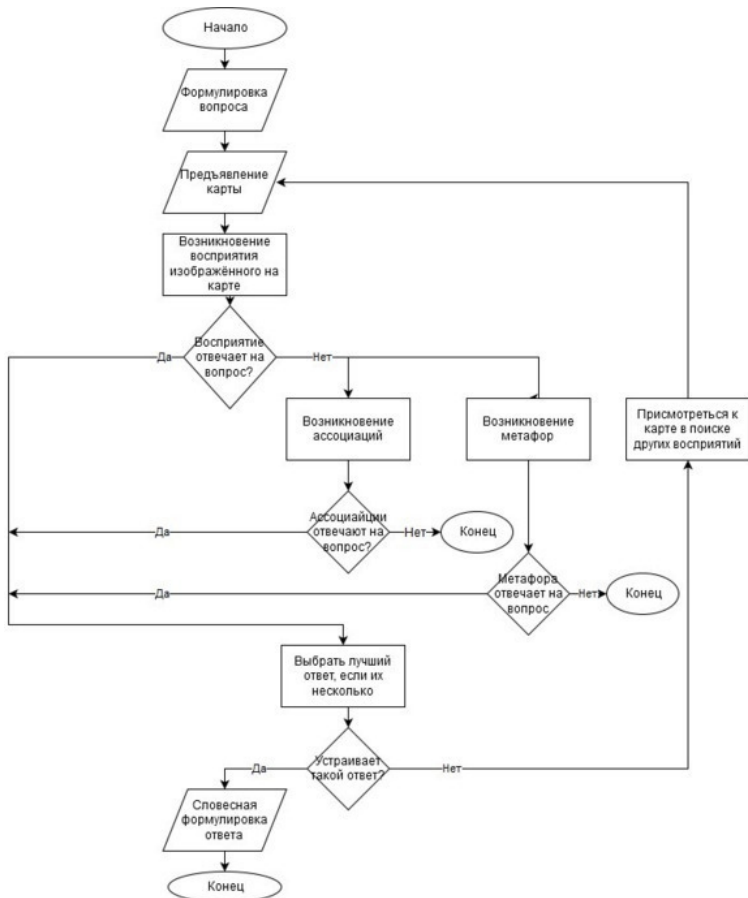 Начало
Формулировка
вопроса
Предъявление
карты
Возникновение
восприятия
изображённого на
карте
Восприятие
отвечает на
вопрос?
Да
Нет
Возникновение
ассоциаций
Возникновение
метафор
Присмотреться к
карте в поиске
других восприятий
Ассоциайции
отвечают на
вопрос?
Да
Нет
Конец
Метафора
отвечает на
вопрос
Да
Нет
Конец
Выбрать лучший
ответ, если их
несколько
Устраивает
такой ответ?
Да
Нет
Словесная
формулировка
ответа
Конец